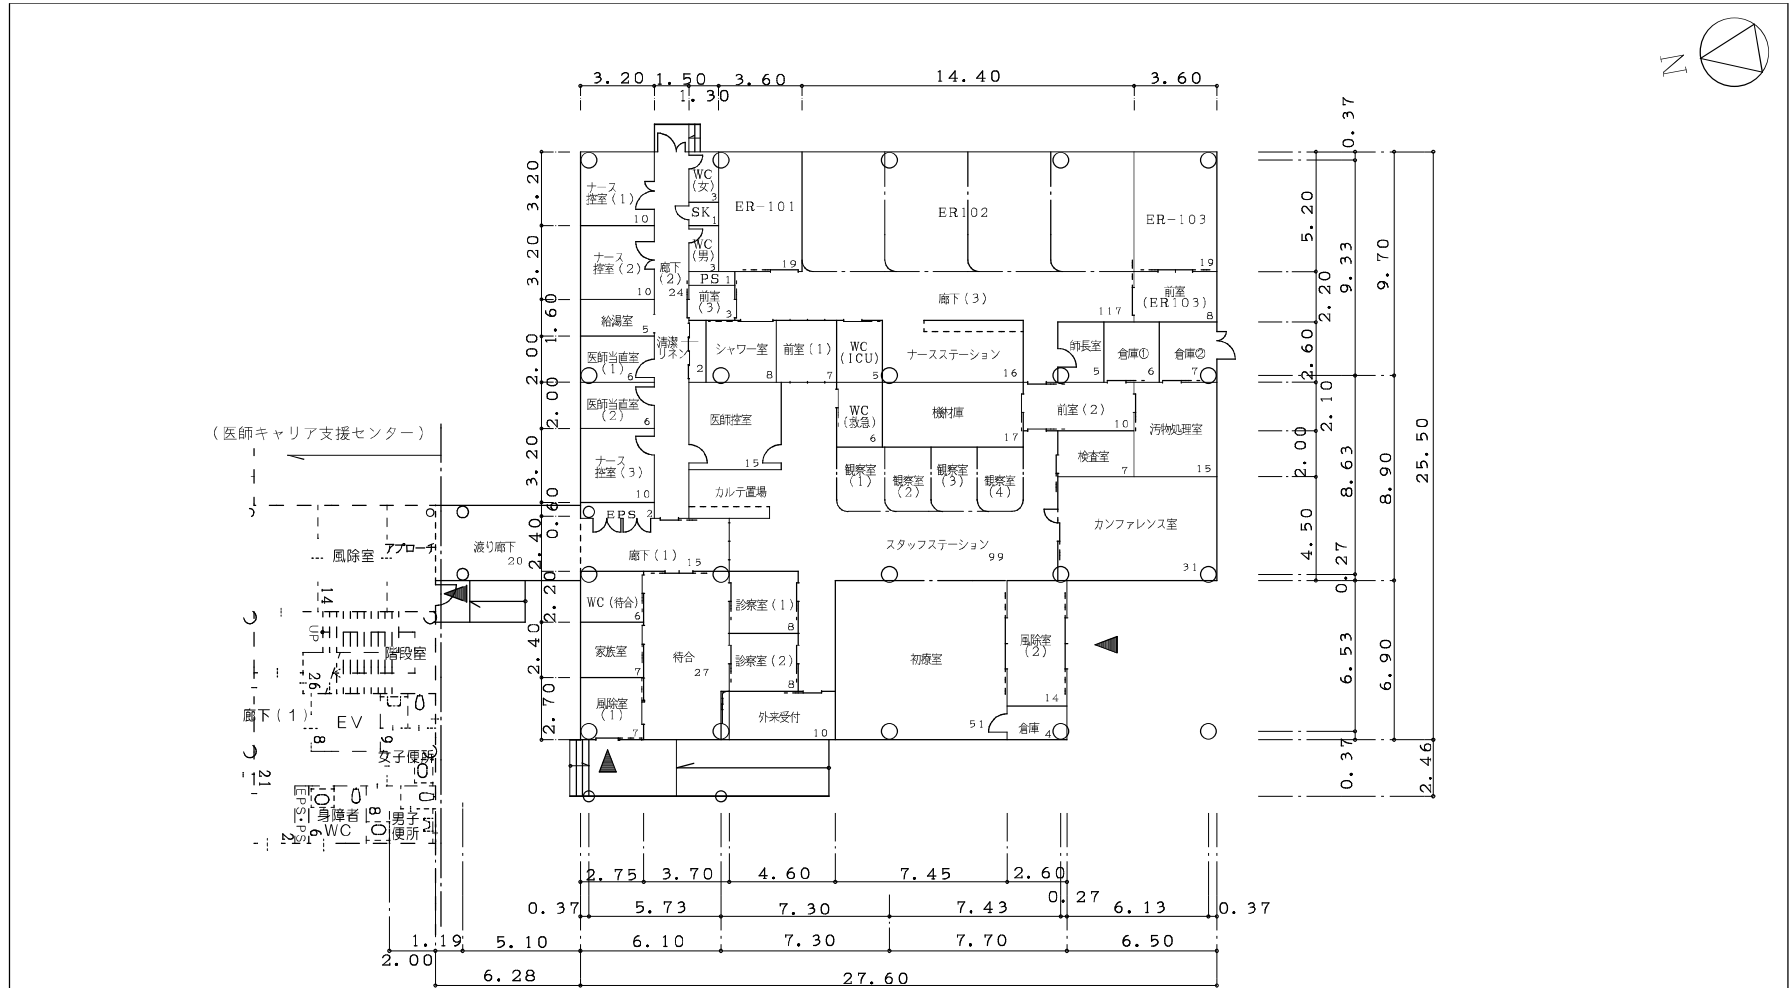 N
3.20
1.50
3.60
14.40
3.60
1.30
0.37
3.20
ナース
控室(1)
10
WC
(女)
3
SK
1
ER-101
19
ER102
ER-103
19
5.20
9.33
9.70
3.20
ナース
控室(2)
10
廊下
(2)
24
WC
(男)
3
PS
1
前室
(3)
3
廊下(3)
117
前室
(ER103)
8
2.20
1.60
給湯室
5
清潔
リネン
2
シャワー室
8
前室(1)
7
WC
(ICU)
5
ナースステーション
16
師長室
5
倉庫①
6
倉庫②
7
2.60
2.00
医師当直室
(1)
6
2.00
医師当直室
(2)
6
医師控室
15
WC
(救急)
6
機材庫
17
前室(2)
10
汚物処理室
15
2.10
検査室
7
2.00
8.63
8.90
25.50
(医師キャリア支援センター)
3.20
ナース
控室(3)
10
カルテ置場
観察室
(1)
観察室
(2)
観察室
(3)
観察室
(4)
0.60
EPS
2
カンファレンス室
31
4.50
2.40
風除室
14
アプローチ
渡り廊下
20
廊下(1)
15
スタッフステーション
99
0.27
2.20
WC(待合)
6
診察室(1)
8
UP
階段室
26
2.40
家族室
7
待合
27
診察室(2)
8
初療室
51
風除室
(2)
14
6.53
6.90
廊下(1)
21
EV
8
9
2.70
風除室
(1)
7
外来受付
10
倉庫
4
女子便所
0.37
2.46
EPS・PS
2
身障者
WC
6
8
男子
便所
2.75
3.70
4.60
7.45
2.60
0.27
0.37
5.73
7.30
7.43
6.13
0.37
1.19
5.10
6.10
7.30
7.70
6.50
2.00
6.28
27.60